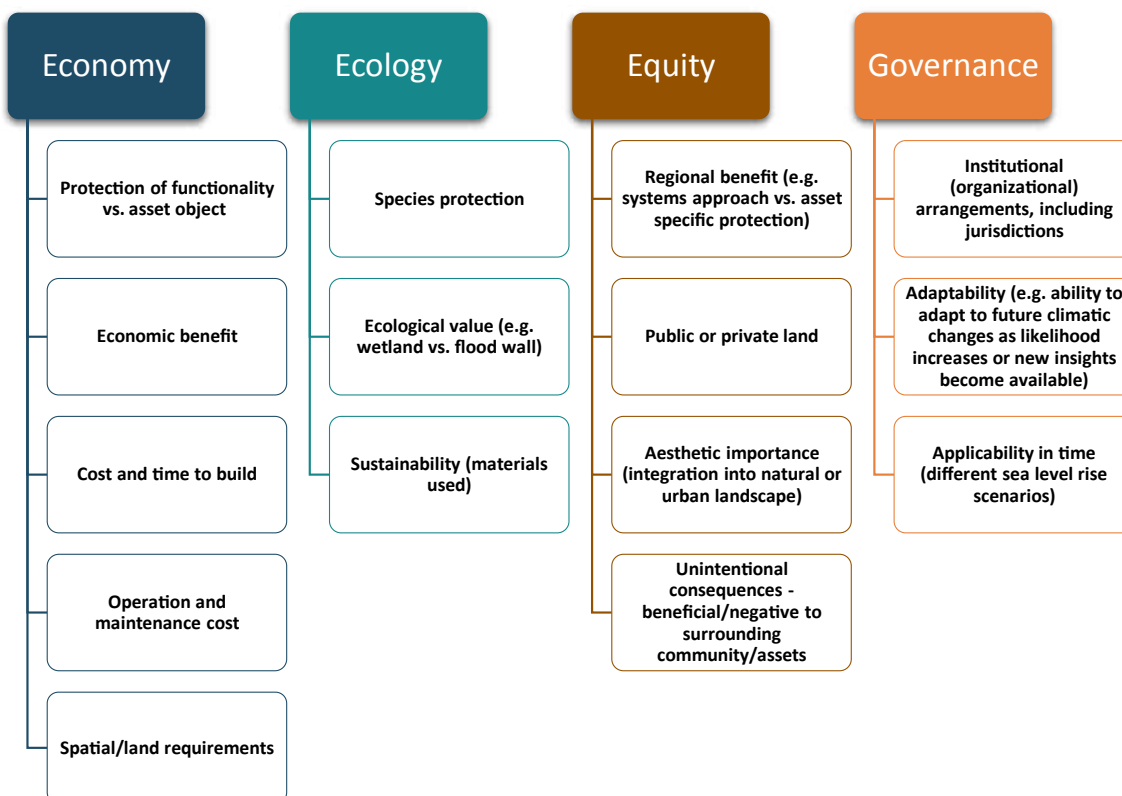 Economy
Protection of functionality
vs. asset object
Economic benefit
Cost and time to build
Operation and
maintenance cost
Spatial/land requirements
Ecology
Species protection
Ecological value (e.g.
wetland vs. flood wall)
Sustainability (materials
used)
Equity
Regional benefit (e.g.
systems approach vs. asset
specific protection)
Public or private land
Aesthetic importance
(integration into natural or
urban landscape)
Unintentional
consequences -
beneficial/negative to
surrounding
community/assets
Governance
Institutional
(organizational)
arrangements, including
jurisdictions
Adaptability (e.g. ability to
adapt to future climatic
changes as likelihood
increases or new insights
become available)
Applicability in time
(different sea level rise
scenarios)